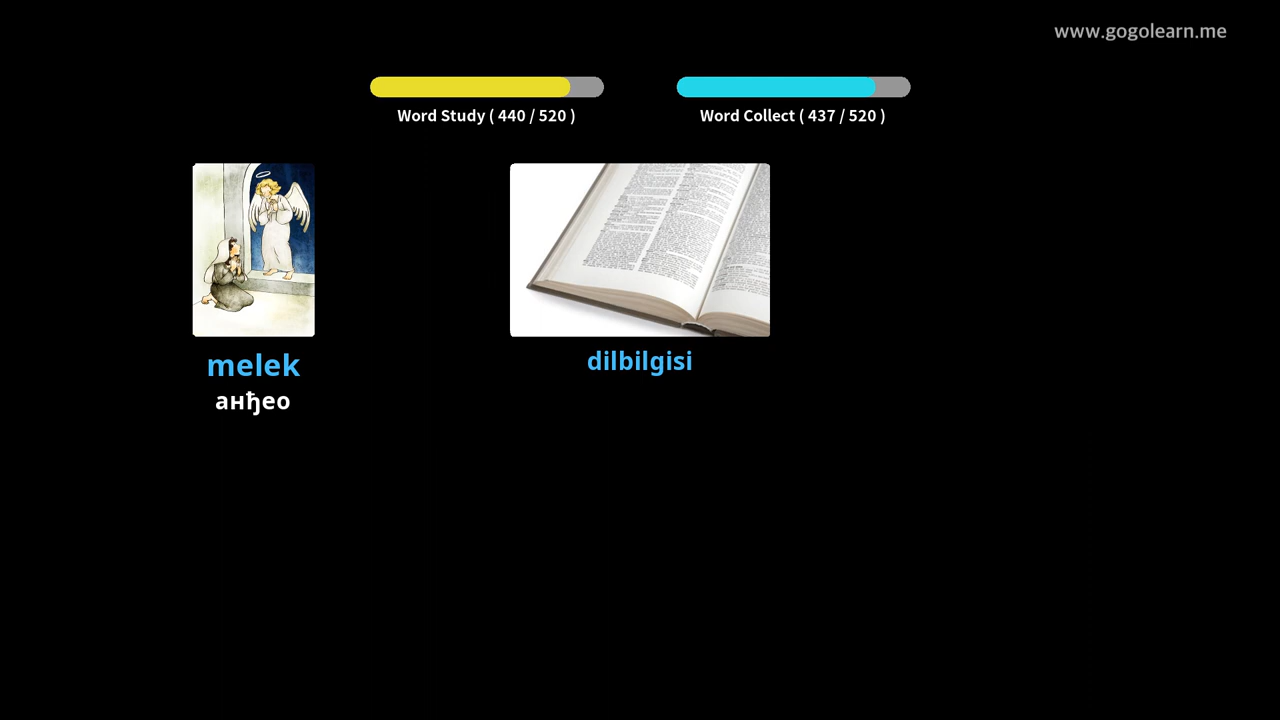 www.gogolearn.me
Word Study ( 440 / 520 )
Word Collect ( 437 / 520 )
melek
анђео
dilbilgisi